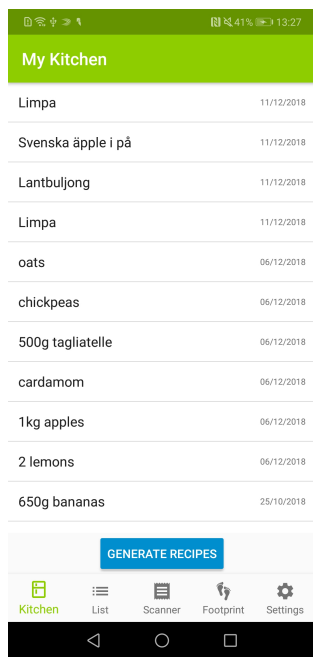 41% 13:27
My Kitchen
Limpa 11/12/2018
Svenska äpple i på 11/12/2018
Lantbuljong 11/12/2018
Limpa 11/12/2018
oats 06/12/2018
chickpeas 06/12/2018
500g tagliatelle 06/12/2018
cardamom 06/12/2018
1kg apples 06/12/2018
2 lemons 06/12/2018
650g bananas 25/10/2018
GENERATE RECIPES
Kitchen List Scanner Footprint Settings